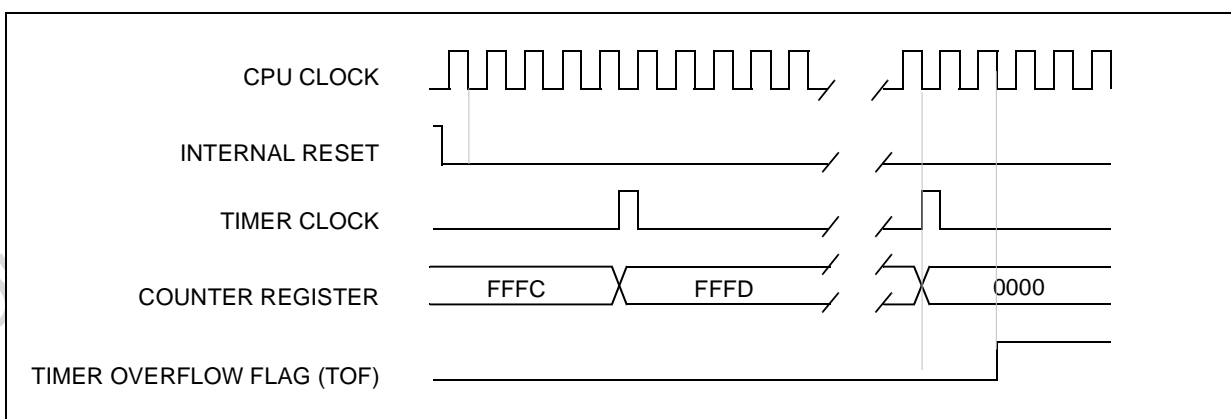 CPU CLOCK
INTERNAL RESET
TIMER CLOCK
COUNTER REGISTER FFFC FFFD 0000
TIMER OVERFLOW FLAG (TOF)